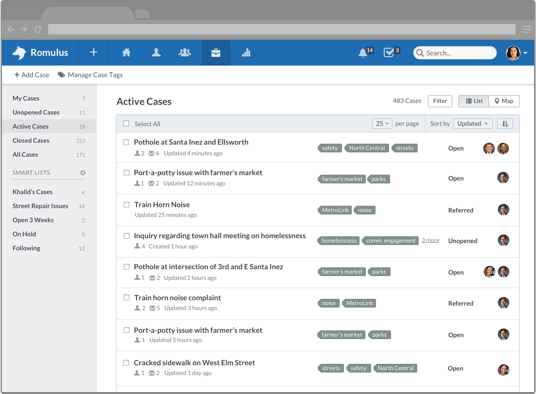 Romulus
14
3
Search...
+ Add Case Manage Case Tags
My Cases 7
Unopened Cases 11
Active Cases 18
Closed Cases 153
All Cases 171
SMART LISTS
Khalid's Cases 4
Street Repair Issues 14
Open 3 Weeks 2
On Hold 0
Following 12
Active Cases 483 Cases Filter List Map
Select All 25 per page Sort by Updated
Pothole at Santa Inez and Ellsworth safety North Central streets Open
2 6 Updated 4 minutes ago
Port-a-potty issue with farmer's market farmer's market parks Open
1 2 Updated 12 minutes ago
Train Horn Noise MetroLink noise Referred
Updated 25 minutes ago
Inquiry regarding town hall meeting on homelessness homelessness comm. engagement 3 more Unopened
4 Created 1 hour ago
Pothole at intersection of 3rd and E Santa Inez farmer's market parks Open
1 2 Updated 2 hours ago
Train horn noise complaint noise MetroLink Referred
2 5 Updated 3 hours ago
Port-a-potty issue with farmer's market farmer's market parks Open
1 Updated 5 hours ago
Cracked sidewalk on West Elm Street streets safety North Central Open
1 2 Updated 1 day ago